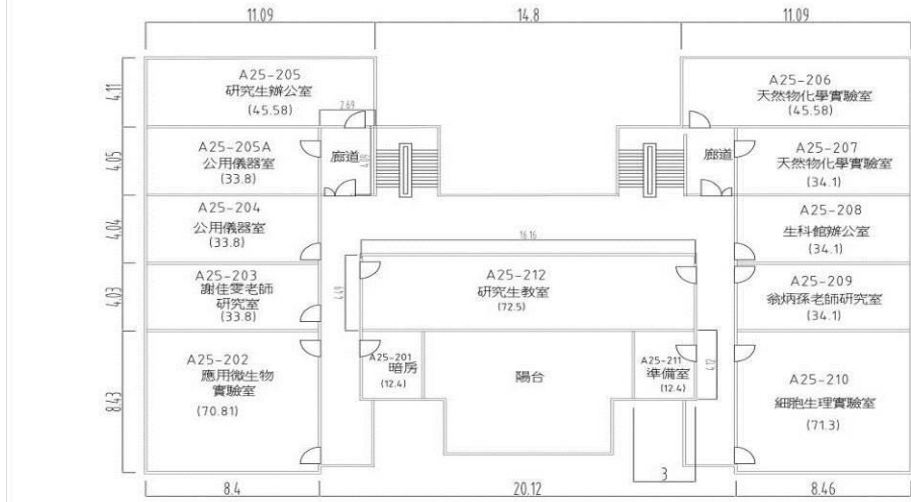 11.09
14.8
11.09
4.11
4.05
4.04
4.03
8.43
A25-205
研究生辦公室
(45.58)
2.69
A25-206
天然物化學實驗室
(45.58)
A25-205A
公用儀器室
(33.8)
廊道
4.05
廊道
A25-207
天然物化學實驗室
(34.1)
A25-204
公用儀器室
(33.8)
A25-208
生科館辦公室
(34.1)
16.16
A25-203
謝佳雯老師
研究室
(33.8)
4.49
A25-212
研究生教室
(72.5)
A25-209
翁炳孫老師研究室
(34.1)
A25-202
應用微生物
實驗室
(70.81)
A25-201
暗房
(12.4)
陽台
A25-211
準備室
(12.4)
4.12
A25-210
細胞生理實驗室
(71.3)
3
8.4
20.12
8.46